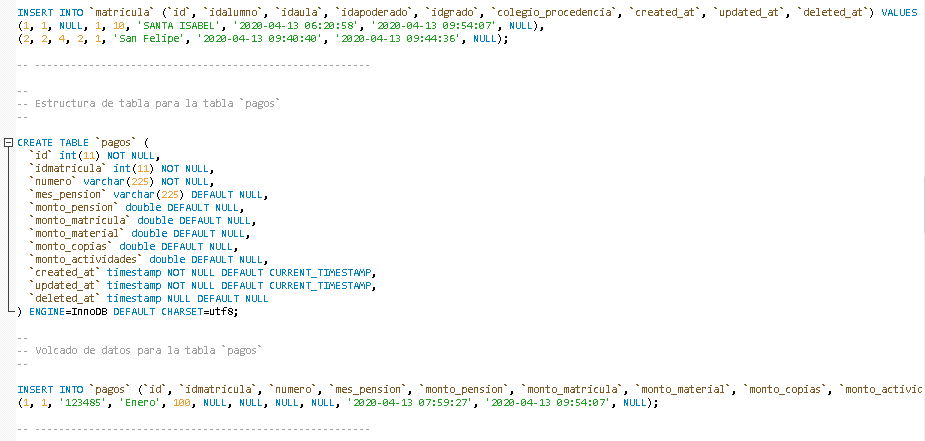 INSERT INTO `matricula` (`id`, `idalumno`, `idaula`, `idapoderado`, `idgrado`, `colegio_procedencia`, `created_at`, `updated_at`, `deleted_at`) VALUES
(1, 1, NULL, 1, 10, 'SANTA ISABEL', '2020-04-13 06:20:58', '2020-04-13 09:54:07', NULL),
(2, 2, 4, 2, 1, 'San Felipe', '2020-04-13 09:40:40', '2020-04-13 09:44:36', NULL);
-- --------------------------------------------------------
--
-- Estructura de tabla para la tabla `pagos`
--
CREATE TABLE `pagos` (
`id` int(11) NOT NULL,
`idmatricula` int(11) NOT NULL,
`numero` varchar(225) NOT NULL,
`mes_pension` varchar(225) DEFAULT NULL,
`monto_pension` double DEFAULT NULL,
`monto_matricula` double DEFAULT NULL,
`monto_material` double DEFAULT NULL,
`monto_copias` double DEFAULT NULL,
`monto_actividades` double DEFAULT NULL,
`created_at` timestamp NOT NULL DEFAULT CURRENT_TIMESTAMP,
`updated_at` timestamp NOT NULL DEFAULT CURRENT_TIMESTAMP,
`deleted_at` timestamp NULL DEFAULT NULL
) ENGINE=InnoDB DEFAULT CHARSET=utf8;
--
-- Volcado de datos para la tabla `pagos`
--
INSERT INTO `pagos` (`id`, `idmatricula`, `numero`, `mes_pension`, `monto_pension`, `monto_matricula`, `monto_material`, `monto_copias`, `monto_activid
(1, 1, '123485', 'Enero', 100, NULL, NULL, NULL, NULL, '2020-04-13 07:59:27', '2020-04-13 09:54:07', NULL);
-- --------------------------------------------------------